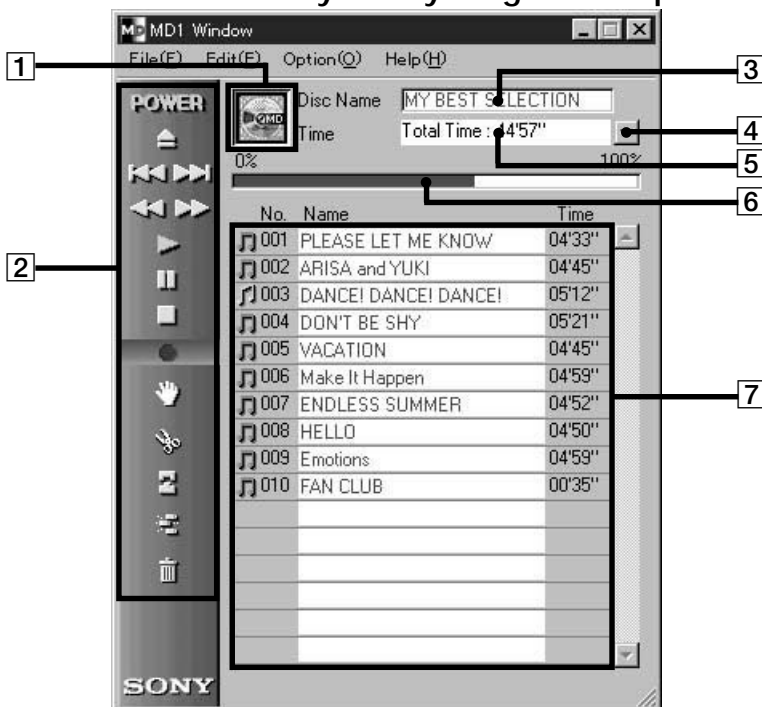 MD MD1 Window
File(F) Edit(E) Option(O) Help(H)
1
3
POWER
MD
Disc Name MY BEST SELECTION
4
Time Total Time : 44'57"
5
0% 100%
6
No. Name Time
001 PLEASE LET ME KNOW 04'33''
002 ARISA and YUKI 04'45''
2
003 DANCE! DANCE! DANCE! 05'12''
004 DON'T BE SHY 05'21''
005 VACATION 04'45''
006 Make It Happen 04'59''
7
007 ENDLESS SUMMER 04'52''
008 HELLO 04'50''
009 Emotions 04'59''
010 FAN CLUB 00'35''
SONY